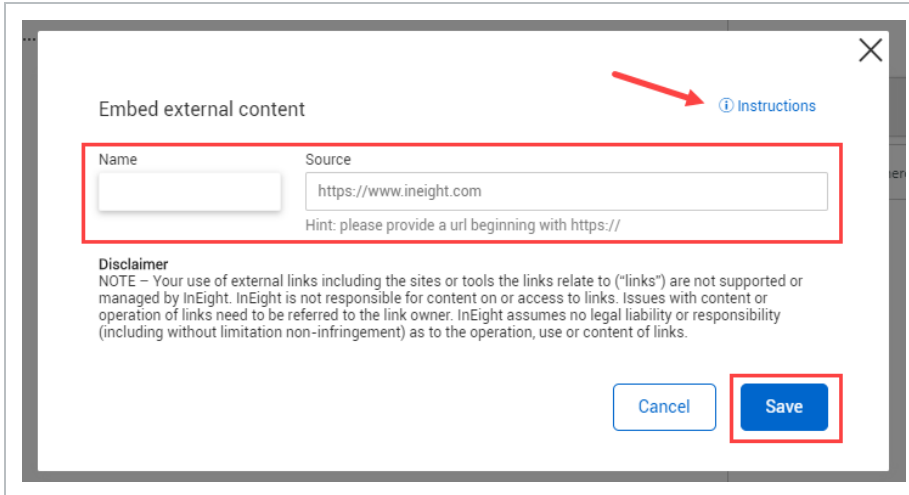 Embed external content
Instructions
Name
Source
https://www.ineight.com
Hint: please provide a url beginning with https://
Disclaimer
NOTE – Your use of external links including the sites or tools the links relate to (“links”) are not supported or
managed by InEight. InEight is not responsible for content on or access to links. Issues with content or
operation of links need to be referred to the link owner. InEight assumes no legal liability or responsibility
(including without limitation non-infringement) as to the operation, use or content of links.
Cancel
Save